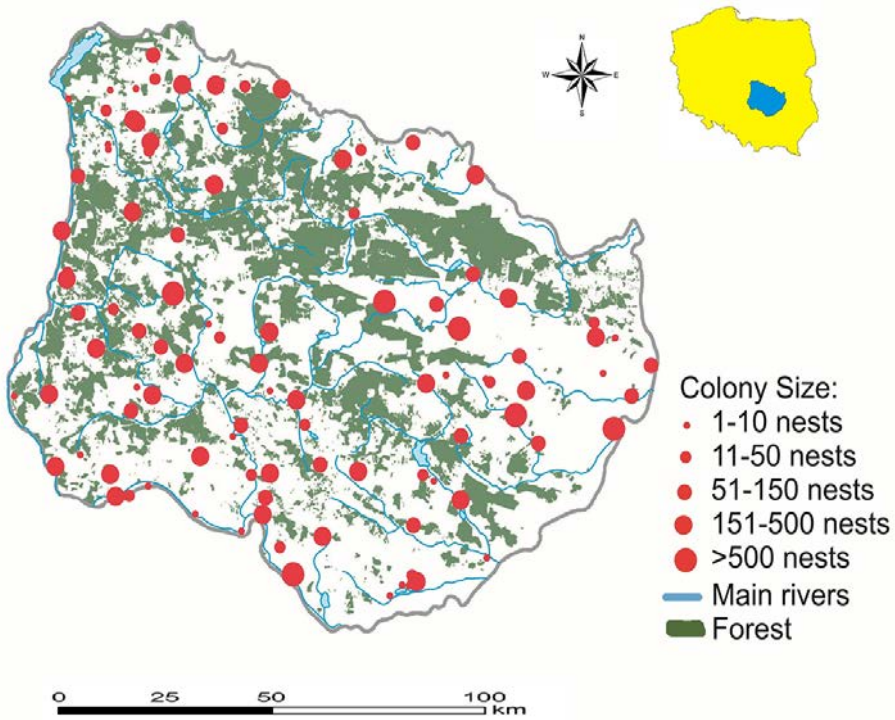 N
W E
S
Colony Size:
1-10 nests
11-50 nests
51-150 nests
151-500 nests
>500 nests
Main rivers
Forest
0 25 50 100
km